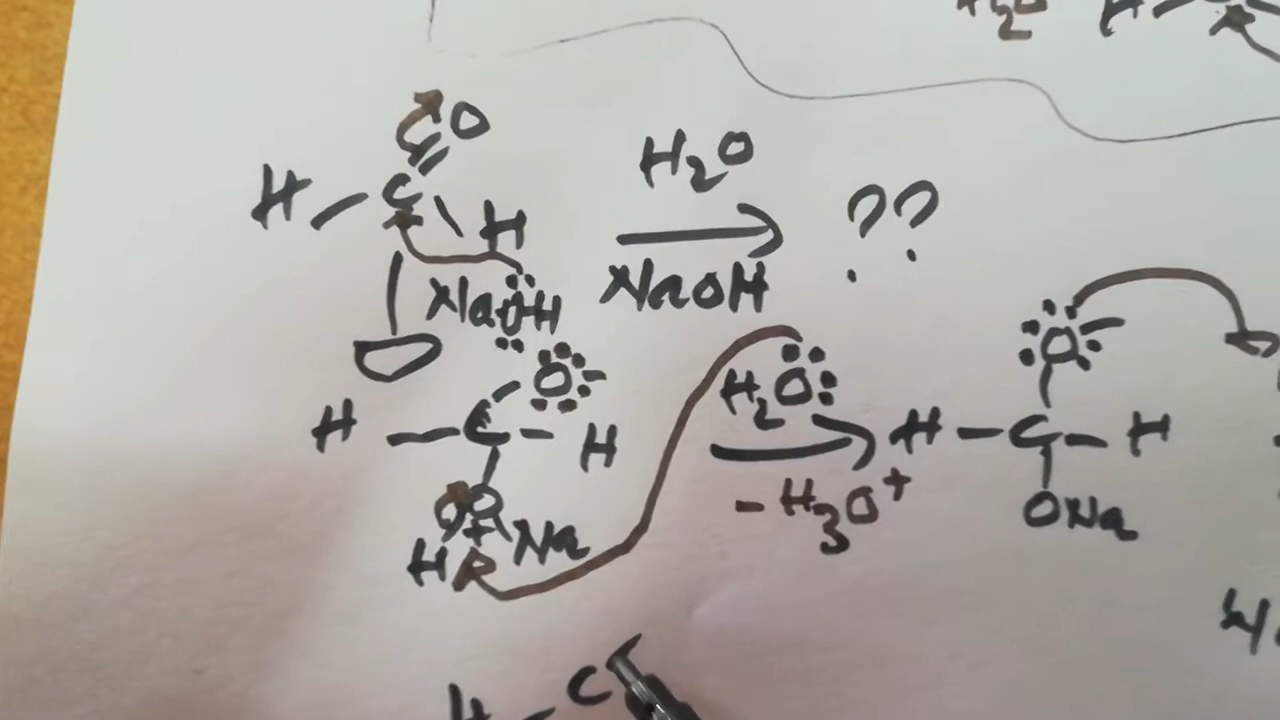 H₂O H
O
H C H
H₂O
NaOH ??
NaOH
O
H C H
O
H Na
H₂O
-H₃O⁺
O
H-C-H
ONa
H C